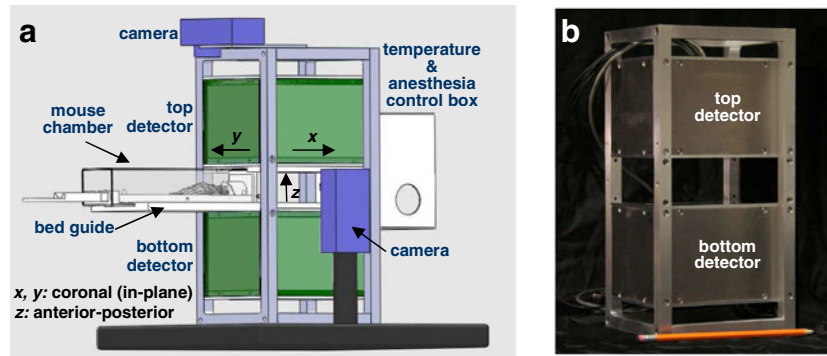 a
camera
temperature
&
anesthesia
control box
top
detector
mouse
chamber
y
x
z
bed guide
bottom
detector
camera
x, y: coronal (in-plane)
z: anterior-posterior
b
top
detector
bottom
detector